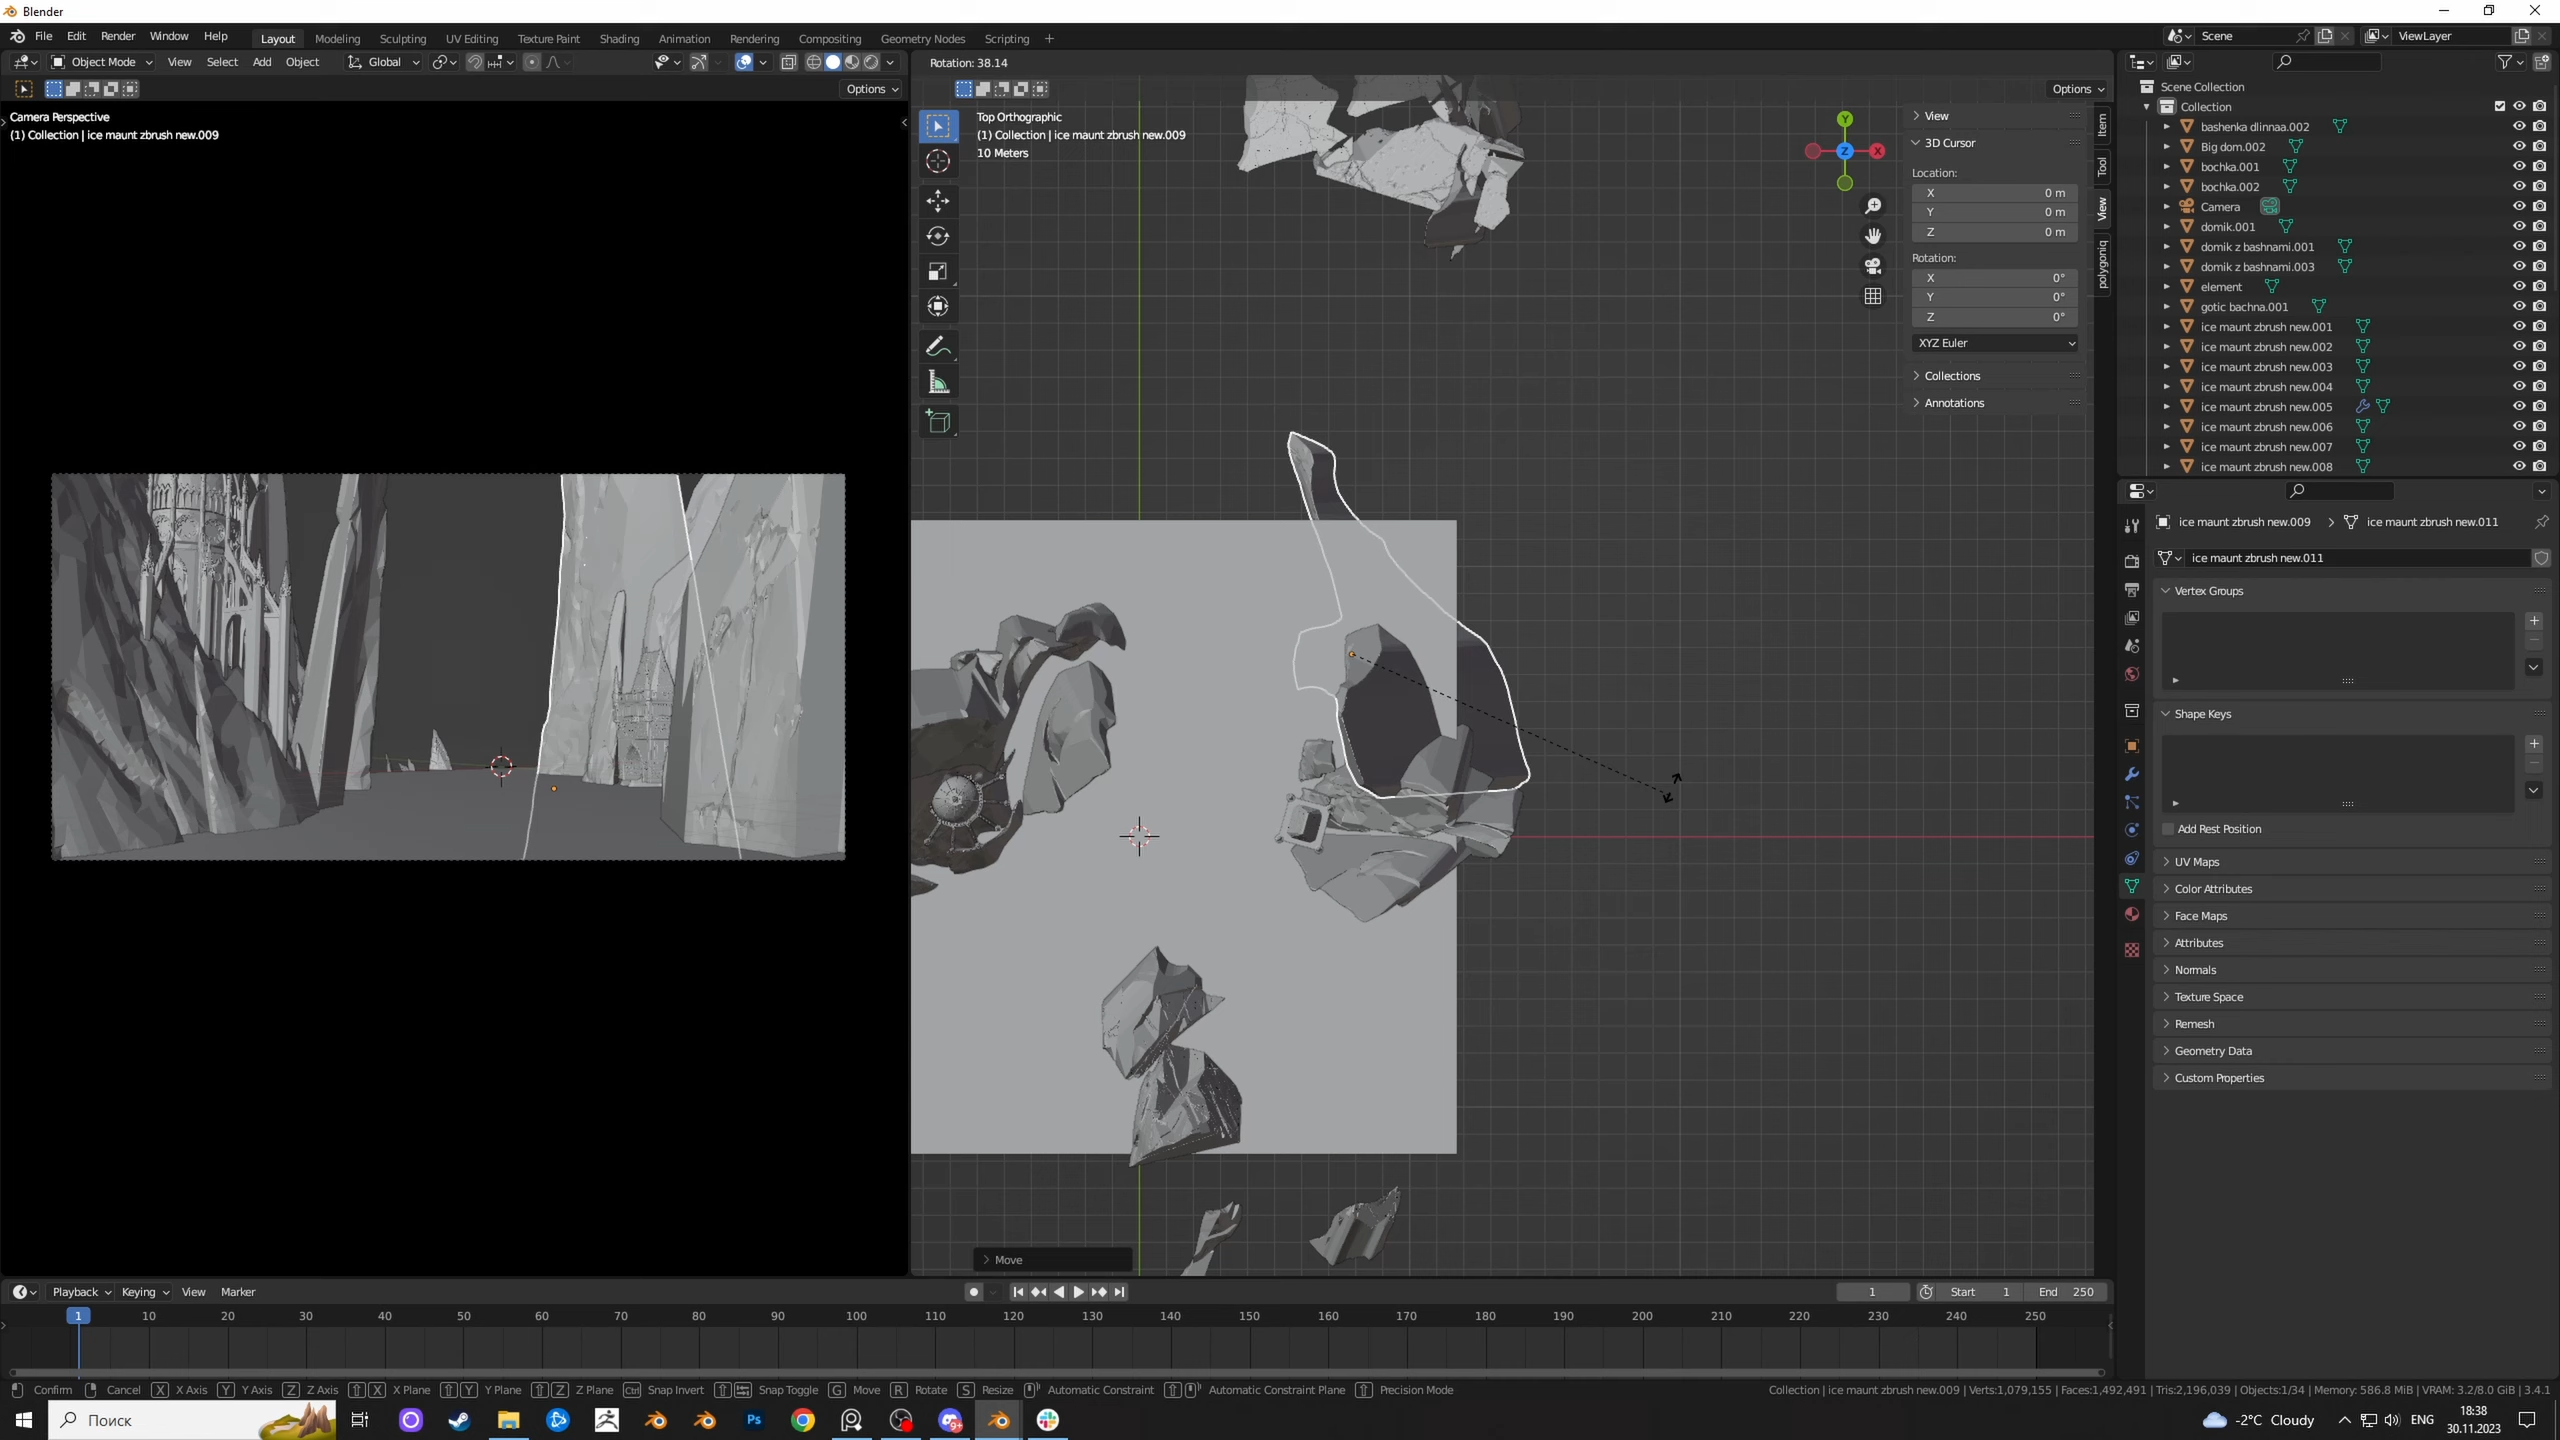 Blender
File Edit Render Window Help Layout Modeling Sculpting UV Editing Texture Paint Shading Animation Rendering Compositing Geometry Nodes Scripting + Scene ViewLayer
Object Mode View Select Add Object Global
Options
Camera Perspective
(1) Collection | ice maunt zbrush new.009
Rotation: 38.14
Options
Top Orthographic
(1) Collection | ice maunt zbrush new.009
10 Meters
Y
Z
X
View
3D Cursor
Location:
X 0 m
Y 0 m
Z 0 m
Rotation:
X 0°
Y 0°
Z 0°
XYZ Euler
Collections
Annotations
Item
Tool
View
polygoniq
Move
Scene Collection
Collection
bashenka dlinnaa.002
Big dom.002
bochka.001
bochka.002
Camera
domik.001
domik z bashnami.001
domik z bashnami.003
element
gotic bachna.001
ice maunt zbrush new.001
ice maunt zbrush new.002
ice maunt zbrush new.003
ice maunt zbrush new.004
ice maunt zbrush new.005
ice maunt zbrush new.006
ice maunt zbrush new.007
ice maunt zbrush new.008
ice maunt zbrush new.009 > ice maunt zbrush new.011
ice maunt zbrush new.011
Vertex Groups
Shape Keys
Add Rest Position
UV Maps
Color Attributes
Face Maps
Attributes
Normals
Texture Space
Remesh
Geometry Data
Custom Properties
Playback Keying View Marker 1 Start 1 End 250
1 10 20 30 40 50 60 70 80 90 100 110 120 130 140 150 160 170 180 190 200 210 220 230 240 250
Confirm Cancel X X Axis Y Y Axis Z Z Axis X X Plane Y Y Plane Z Z Plane Ctrl Snap Invert Snap Toggle G Move R Rotate S Resize Automatic Constraint Automatic Constraint Plane Precision Mode Collection | ice maunt zbrush new.009 | Verts:1,079,155 | Faces:1,492,491 | Tris:2,196,039 | Objects:1/34 | Memory: 586.8 MiB | VRAM: 3.2/8.0 GiB | 3.4.1
Поиск Ps 9+ -2°C Cloudy ENG
18:38
30.11.2023